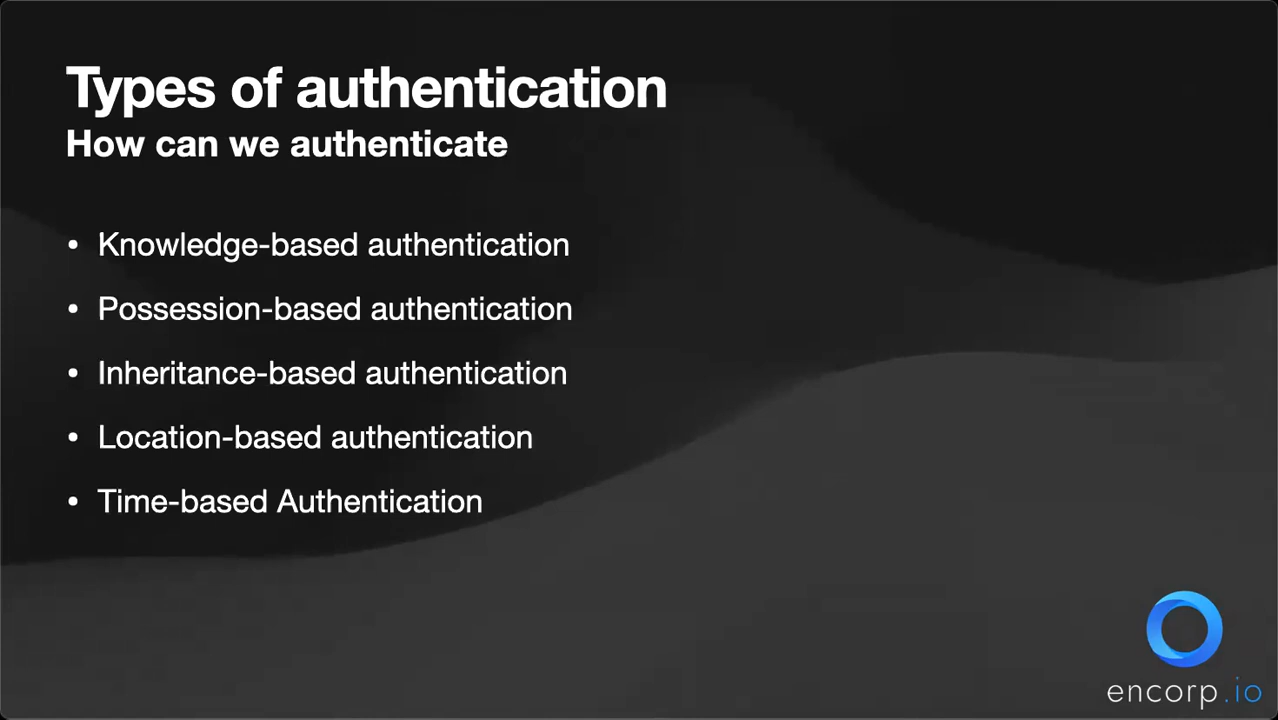 Types of authentication
How can we authenticate
• Knowledge-based authentication
• Possession-based authentication
• Inheritance-based authentication
• Location-based authentication
• Time-based Authentication
encorp.io